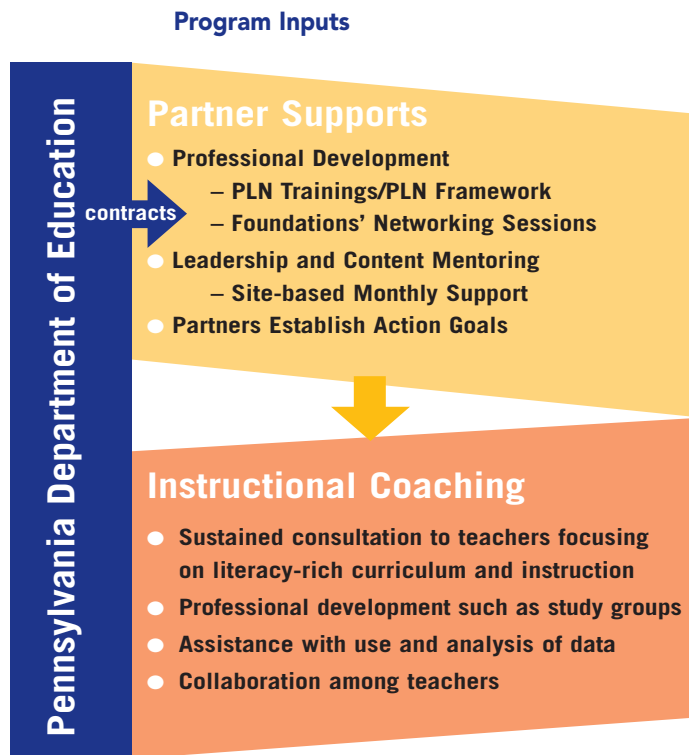 Program Inputs
Pennsylvania Department of Education
contracts
Partner Supports
● Professional Development
– PLN Trainings/PLN Framework
– Foundations' Networking Sessions
● Leadership and Content Mentoring
– Site-based Monthly Support
● Partners Establish Action Goals
Instructional Coaching
● Sustained consultation to teachers focusing
on literacy-rich curriculum and instruction
● Professional development such as study groups
● Assistance with use and analysis of data
● Collaboration among teachers